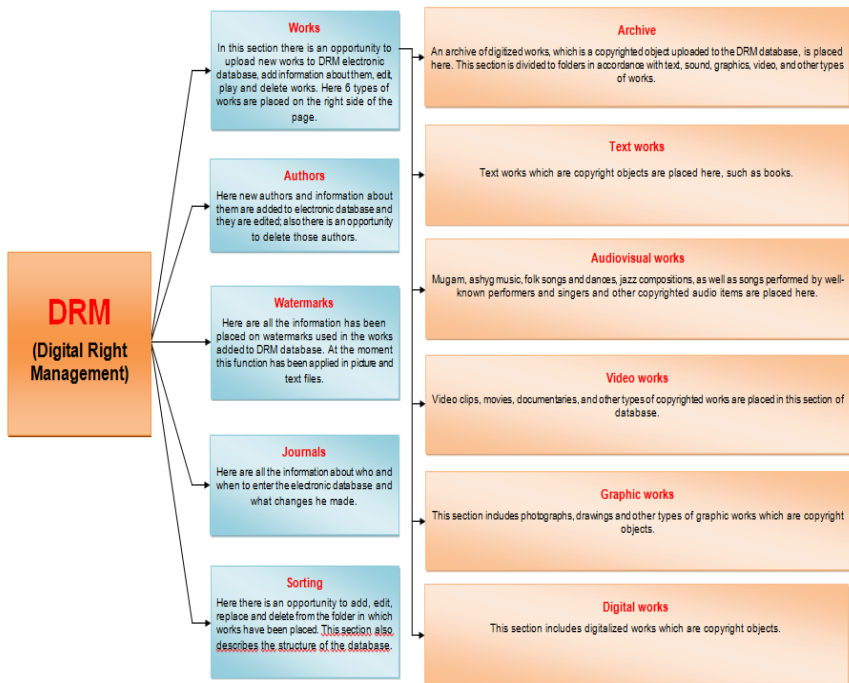 DRM
(Digital Right
Management)
Works
In this section there is an opportunity to
upload new works to DRM electronic
database, add information about them, edit,
play and delete works. Here 6 types of
works are placed on the right side of the
page.
Authors
Here new authors and information about
them are added to electronic database and
they are edited; also there is an opportunity
to delete those authors.
Watermarks
Here are all the information has been
placed on watermarks used in the works
added to DRM database. At the moment
this function has been applied in picture and
text files.
Journals
Here are all the information about who and
when to enter the electronic database and
what changes he made.
Sorting
Here there is an opportunity to add, edit,
replace and delete from the folder in which
works have been placed. This section also
describes the structure of the database.
Archive
An archive of digitized works, which is a copyrighted object uploaded to the DRM database, is placed
here. This section is divided to folders in accordance with text, sound, graphics, video, and other types
of works.
Text works
Text works which are copyright objects are placed here, such as books.
Audiovisual works
Mugam, ashyg music, folk songs and dances, jazz compositions, as well as songs performed by well-
known performers and singers and other copyrighted audio items are placed here.
Video works
Video clips, movies, documentaries, and other types of copyrighted works are placed in this section of
database.
Graphic works
This section includes photographs, drawings and other types of graphic works which are copyright
objects.
Digital works
This section includes digitalized works which are copyright objects.